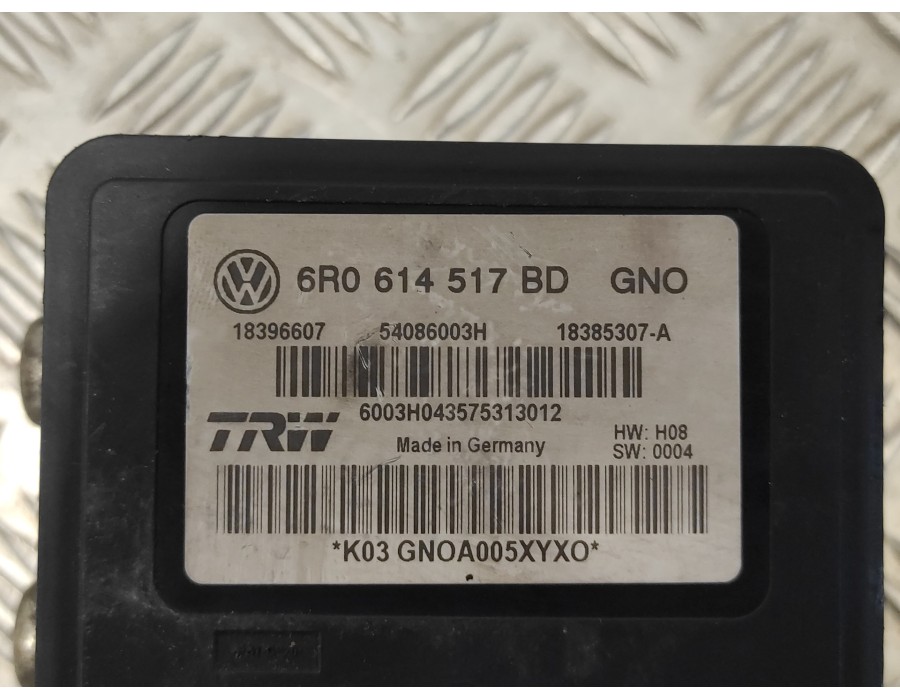 6R0 614 517 BD GNO
18396607 54086003H 18385307-A
6003H043575313012
TRW Made in Germany HW: H08
SW: 0004
*K03 GNOA005XYXO*